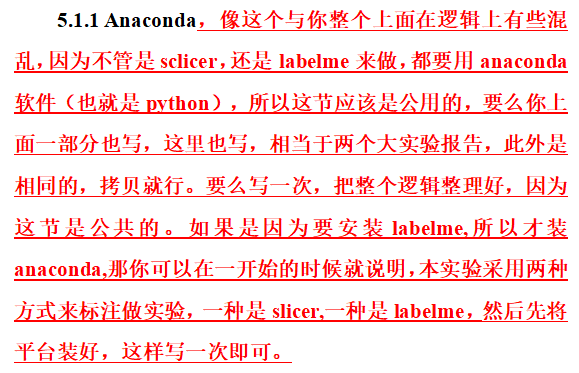 5.1.1 Anaconda，像这个与你整个上面在逻辑上有些混
乱，因为不管是 sclicer，还是 labelme 来做，都要用 anaconda
软件（也就是 python），所以这节应该是公用的，要么你上
面一部分也写，这里也写，相当于两个大实验报告，此外是
相同的，拷贝就行。要么写一次，把整个逻辑整理好，因为
这节是公共的。如果是因为要安装 labelme,所以才装
anaconda,那你可以在一开始的时候就说明，本实验采用两种
方式来标注做实验，一种是 slicer,一种是 labelme，然后先将
平台装好，这样写一次即可。